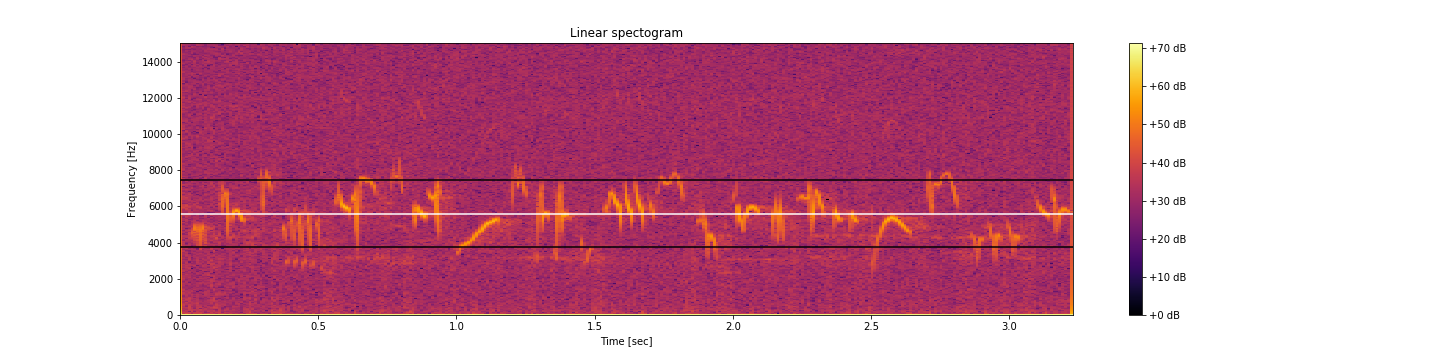 Linear spectogram
Frequency [Hz]
14000
12000
10000
8000
6000
4000
2000
0
0.0 0.5 1.0 1.5 2.0 2.5 3.0
Time [sec]
+70 dB
+60 dB
+50 dB
+40 dB
+30 dB
+20 dB
+10 dB
+0 dB